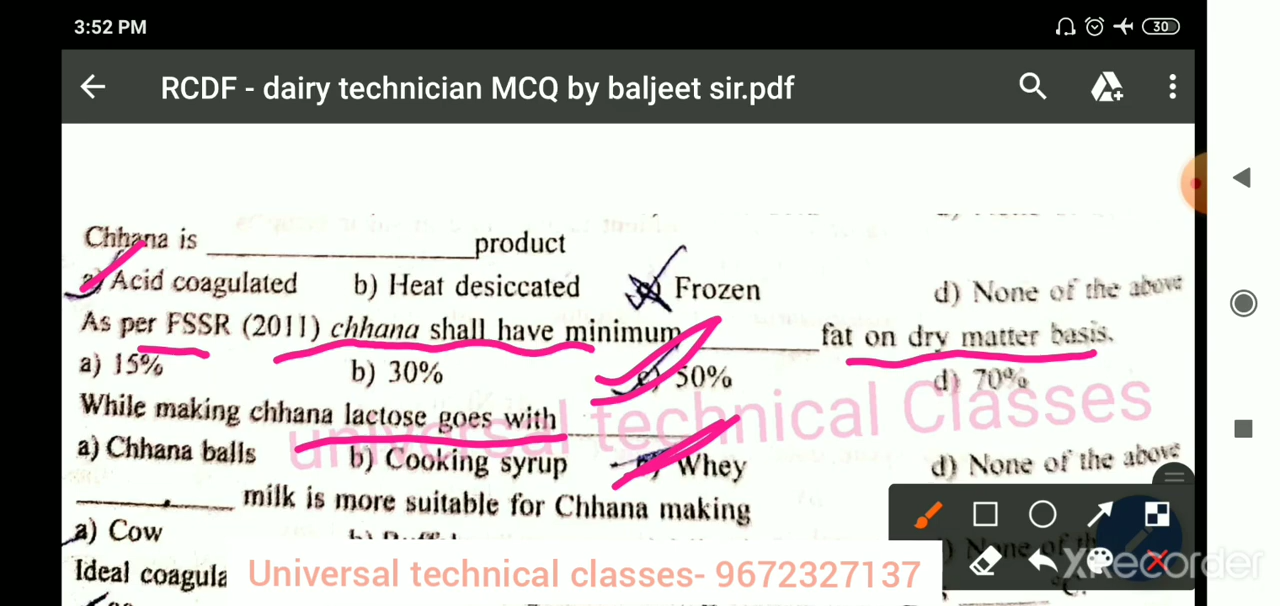 3:52 PM
30
RCDF - dairy technician MCQ by baljeet sir.pdf
Chhana is ____________ product
a) Acid coagulated b) Heat desiccated c) Frozen d) None of the above
As per FSSR (2011) chhana shall have minimum ________ fat on dry matter basis.
a) 15% b) 30% c) 50% d) 70%
While making chhana lactose goes with ________
a) Chhana balls b) Cooking syrup Whey d) None of the above
________ milk is more suitable for Chhana making
a) Cow None of
Ideal coagula °C.
universal technical Classes
Universal technical classes- 9672327137
XRecorder